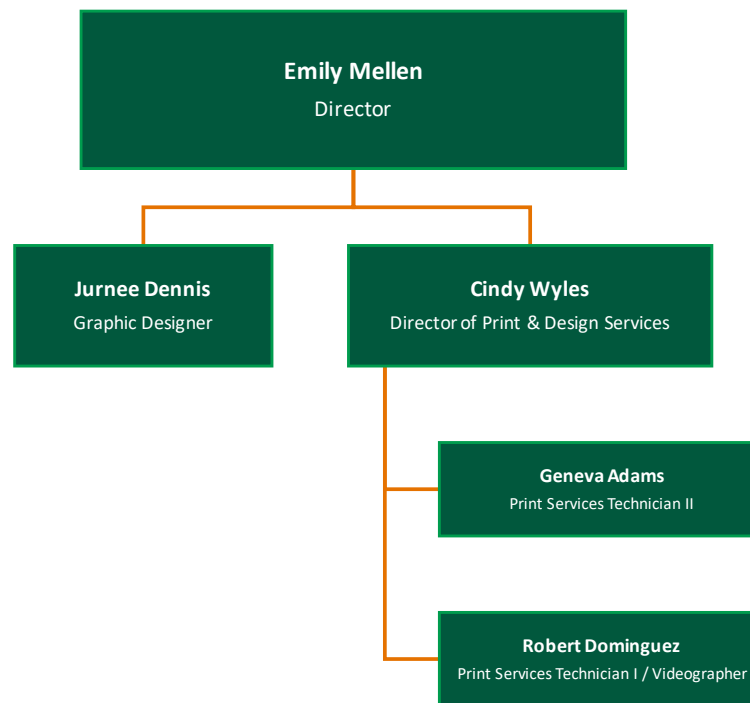 Emily Mellen
Director
Jurnee Dennis
Graphic Designer
Cindy Wyles
Director of Print & Design Services
Geneva Adams
Print Services Technician II
Robert Dominguez
Print Services Technician I / Videographer